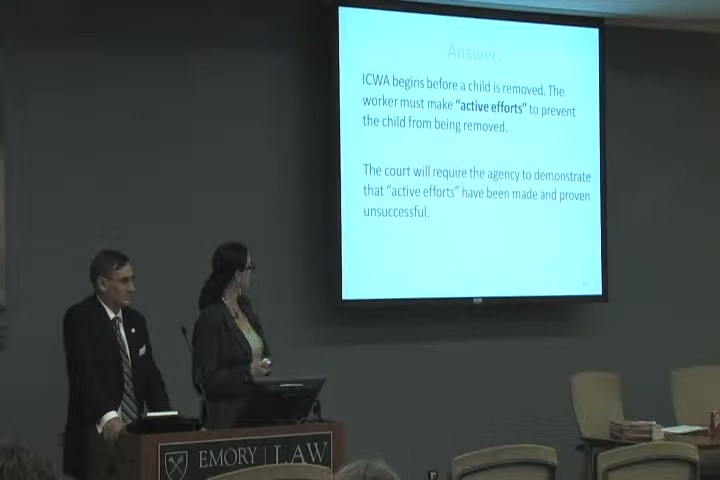 Answer:
ICWA begins before a child is removed. The
worker must make “active efforts” to prevent
the child from being removed.
The court will require the agency to demonstrate
that “active efforts” have been made and proven
unsuccessful.
EMORY | LAW